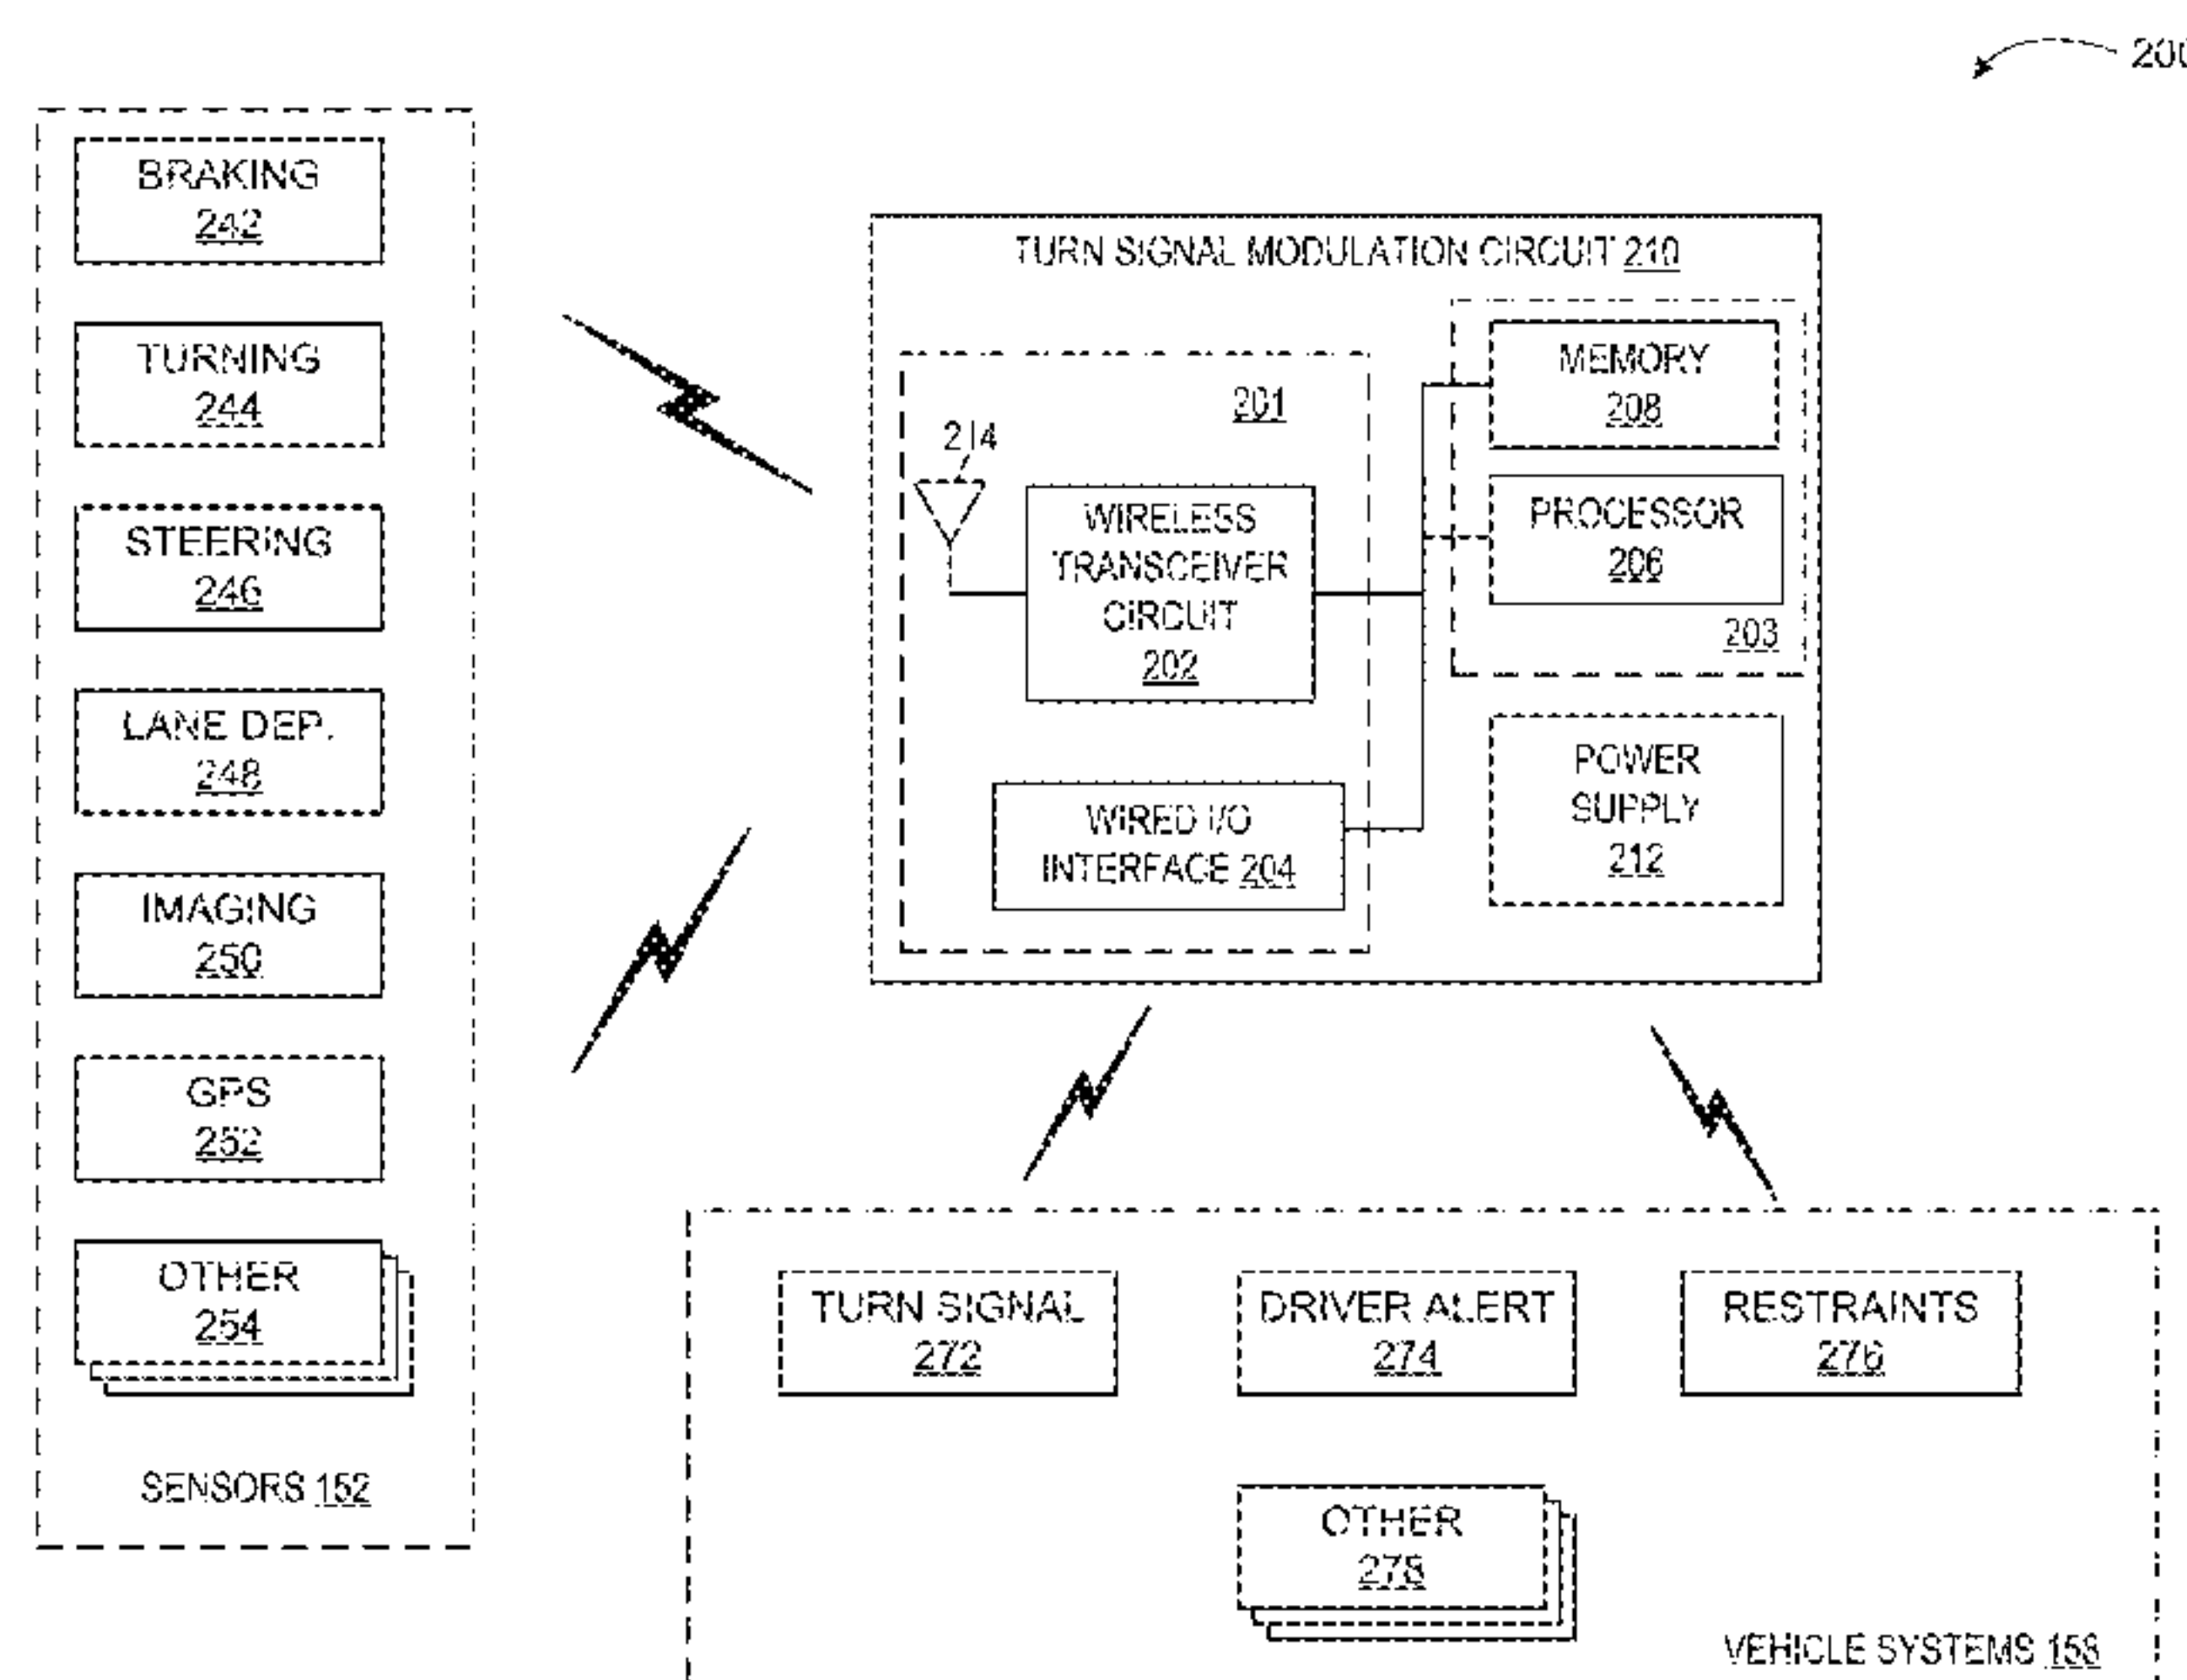 200
BRAKING
242
TURNING
244
STEERING
246
LANE DEP.
248
IMAGING
250
GPS
252
OTHER
254
SENSORS 152
TURN SIGNAL MODULATION CIRCUIT 210
201
214
WIRELESS
TRANSCEIVER
CIRCUIT
202
WIRED I/O
INTERFACE 204
MEMORY
208
PROCESSOR
206
203
POWER
SUPPLY
212
TURN SIGNAL
272
DRIVER ALERT
274
RESTRAINTS
276
OTHER
278
VEHICLE SYSTEMS 158